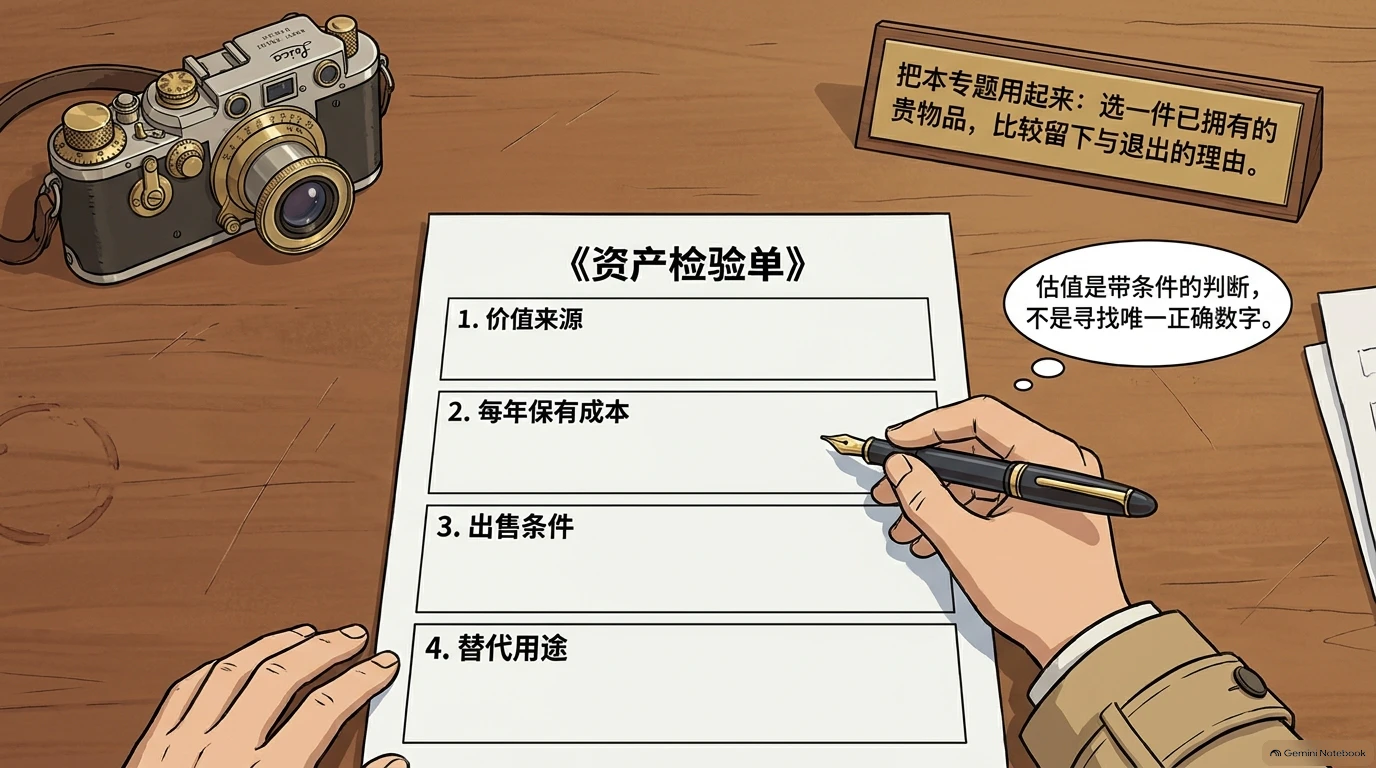 Leica
把本专题用起来：选一件已拥有的
贵物品，比较留下与退出的理由。
《资产检验单》
1. 价值来源
估值是带条件的判断，
不是寻找唯一正确数字。
2. 每年保有成本
3. 出售条件
4. 替代用途
Gemini Notebook